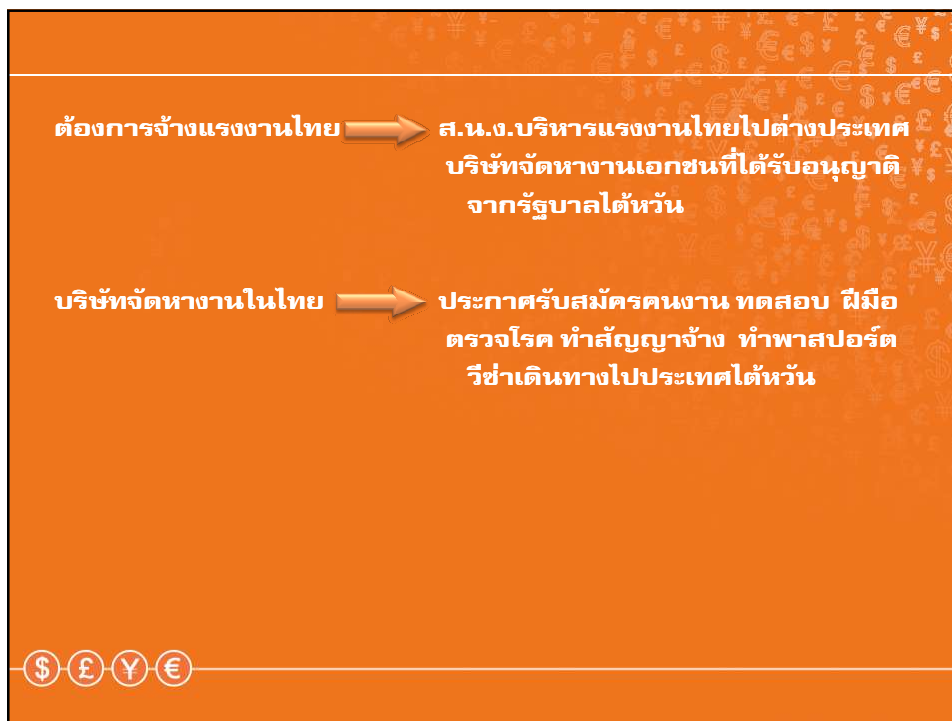 ต้องการจ้างแรงงานไทย ส.น.ง.บริหารแรงงานไทยไปต่างประเทศ
บริษัทจัดหางานเอกชนที่ได้รับอนุญาติ
จากรัฐบาลไต้หวัน
บริษัทจัดหางานในไทย ประกาศรับสมัครคนงาน ทดสอบ ฝีมือ
ตรวจโรค ทำสัญญาจ้าง ทำพาสปอร์ต
วีซ่าเดินทางไปประเทศไต้หวัน
$ £ ¥ €